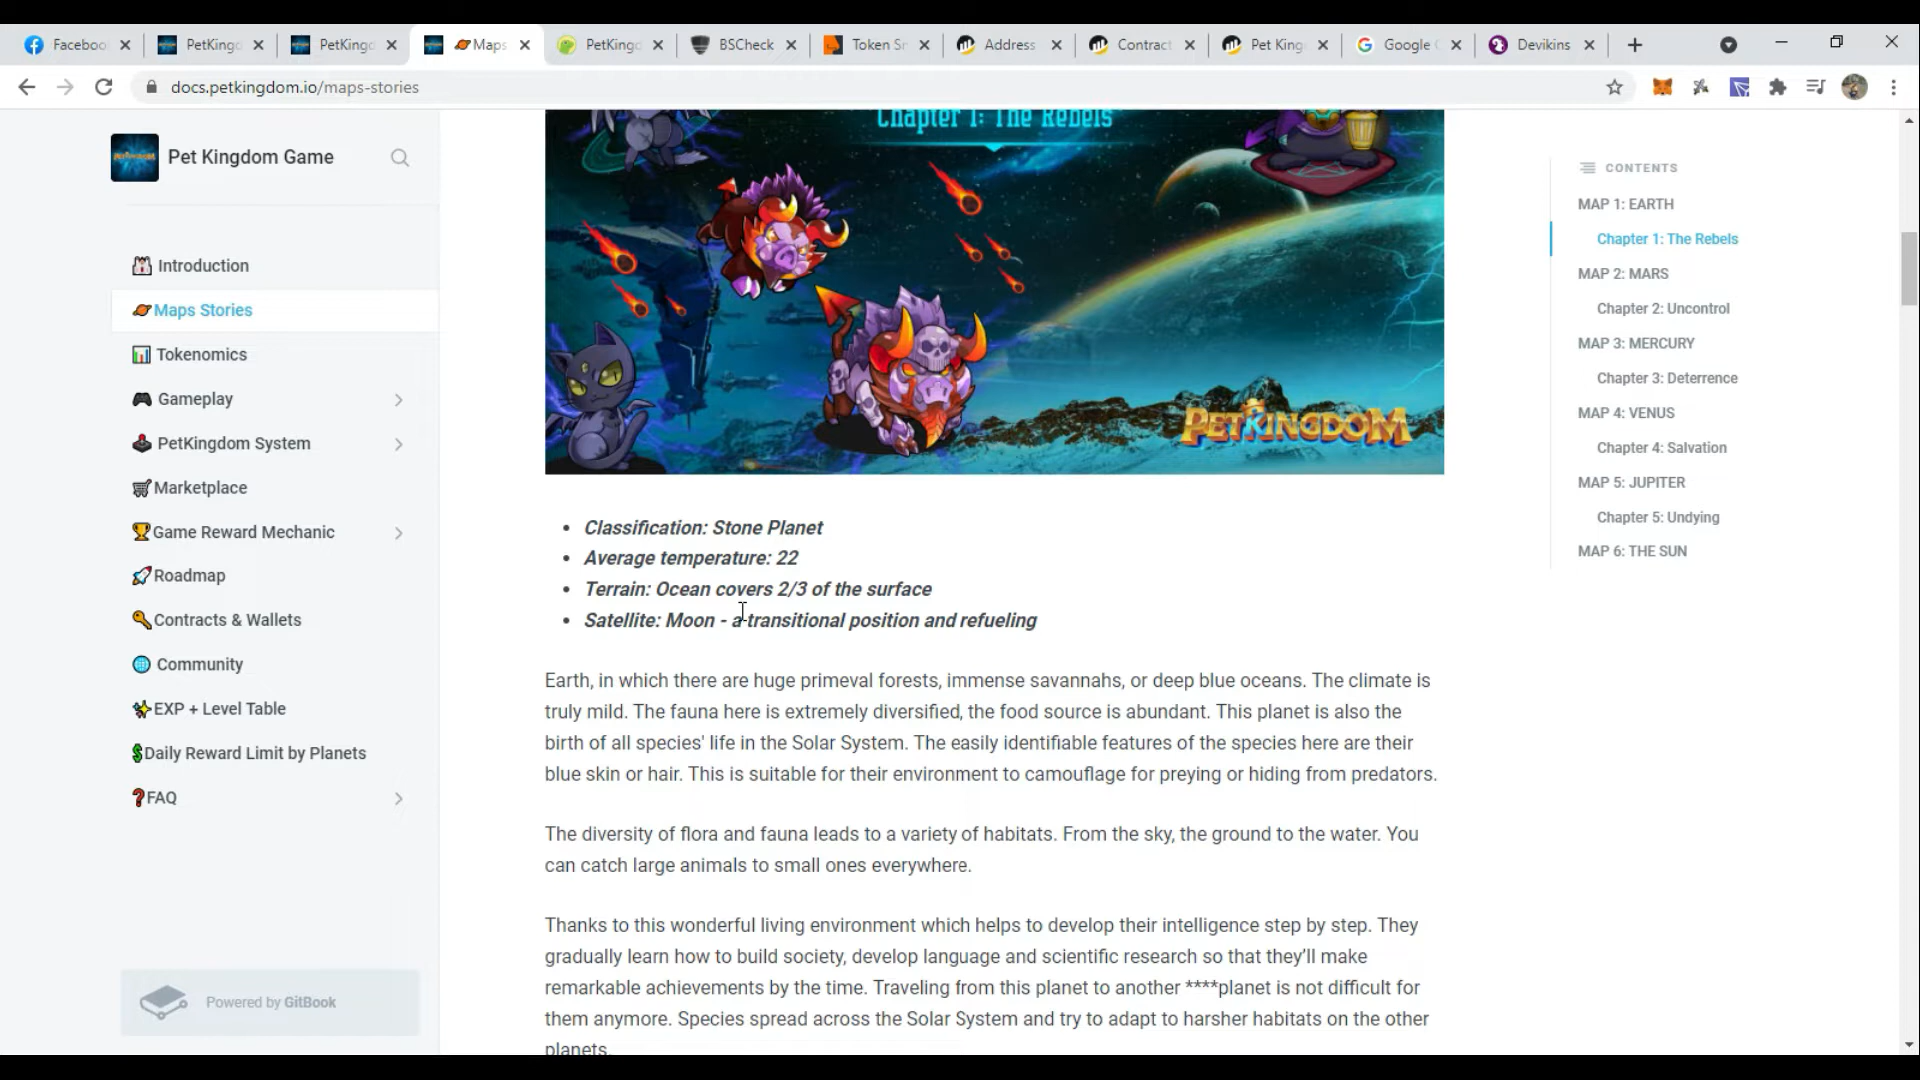 Faceboo
PetKing
PetKing
Maps
PetKing
BSCheck
Token Sn
Address
Contract
Pet King
Google
Devikins
docs.petkingdom.io/maps-stories
Pet Kingdom Game
Introduction
Maps Stories
Tokenomics
Gameplay
PetKingdom System
Marketplace
Game Reward Mechanic
Roadmap
Contracts & Wallets
Community
EXP + Level Table
Daily Reward Limit by Planets
FAQ
Powered by GitBook
Chapter 1: The Rebels
PETKINGDOM
• Classification: Stone Planet
• Average temperature: 22
• Terrain: Ocean covers 2/3 of the surface
• Satellite: Moon - a transitional position and refueling
Earth, in which there are huge primeval forests, immense savannahs, or deep blue oceans. The climate is
truly mild. The fauna here is extremely diversified, the food source is abundant. This planet is also the
birth of all species' life in the Solar System. The easily identifiable features of the species here are their
blue skin or hair. This is suitable for their environment to camouflage for preying or hiding from predators.
The diversity of flora and fauna leads to a variety of habitats. From the sky, the ground to the water. You
can catch large animals to small ones everywhere.
Thanks to this wonderful living environment which helps to develop their intelligence step by step. They
gradually learn how to build society, develop language and scientific research so that they’ll make
remarkable achievements by the time. Traveling from this planet to another ****planet is not difficult for
them anymore. Species spread across the Solar System and try to adapt to harsher habitats on the other
planets.
CONTENTS
MAP 1: EARTH
Chapter 1: The Rebels
MAP 2: MARS
Chapter 2: Uncontrol
MAP 3: MERCURY
Chapter 3: Deterrence
MAP 4: VENUS
Chapter 4: Salvation
MAP 5: JUPITER
Chapter 5: Undying
MAP 6: THE SUN